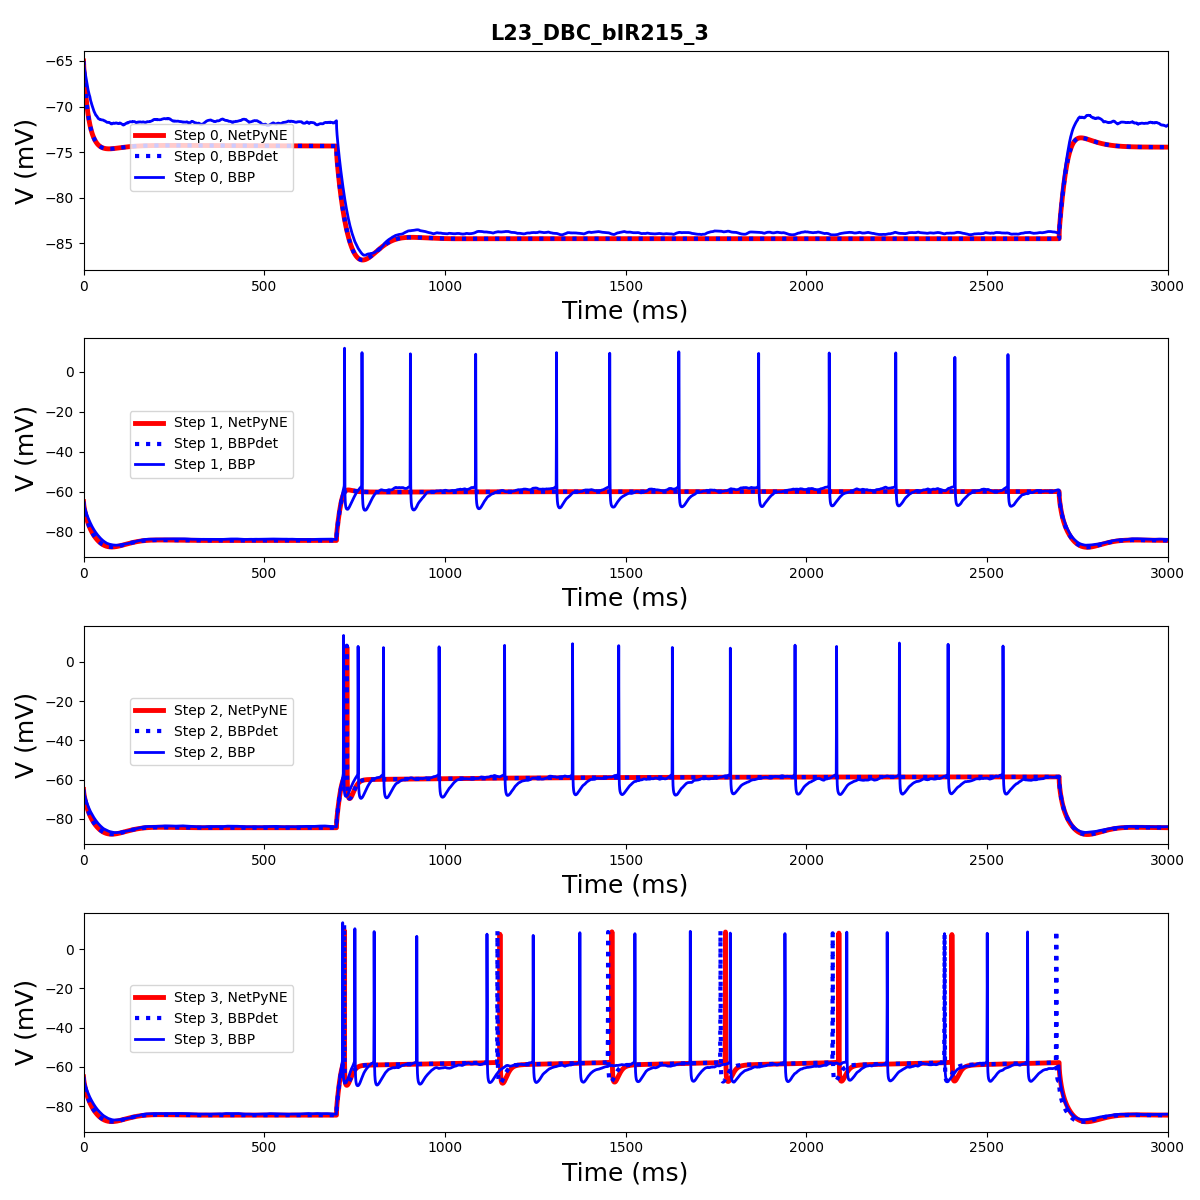 L23_DBC_bIR215_3
V (mV)
−65
−70
−75
−80
−85
Step 0, NetPyNE
Step 0, BBPdet
Step 0, BBP
0 500 1000 1500 2000 2500 3000
Time (ms)
V (mV)
0
−20
−40
−60
−80
Step 1, NetPyNE
Step 1, BBPdet
Step 1, BBP
0 500 1000 1500 2000 2500 3000
Time (ms)
V (mV)
0
−20
−40
−60
−80
Step 2, NetPyNE
Step 2, BBPdet
Step 2, BBP
0 500 1000 1500 2000 2500 3000
Time (ms)
V (mV)
0
−20
−40
−60
−80
Step 3, NetPyNE
Step 3, BBPdet
Step 3, BBP
0 500 1000 1500 2000 2500 3000
Time (ms)